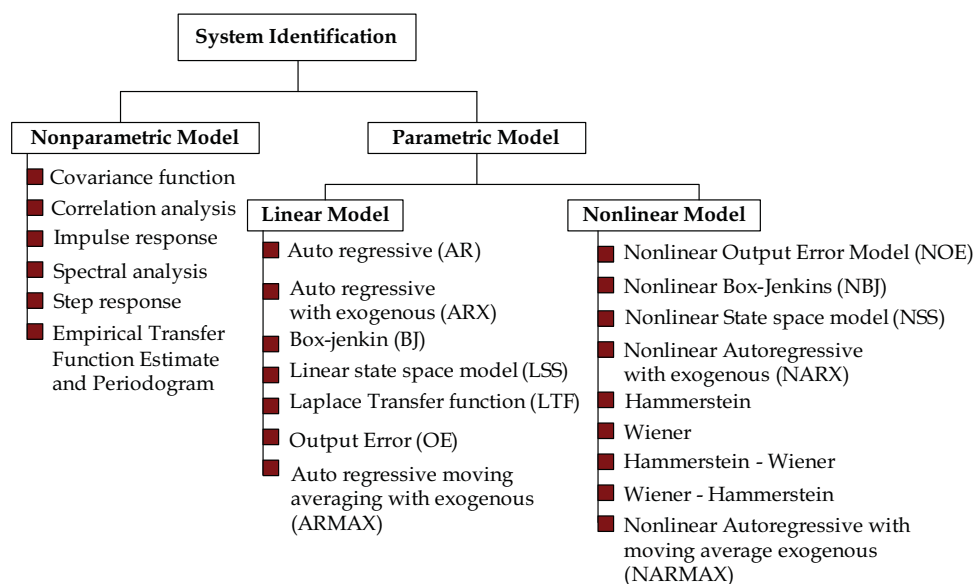 System Identification
Nonparametric Model
Parametric Model
Covariance function
Correlation analysis
Impulse response
Spectral analysis
Step response
Empirical Transfer
Function Estimate
and Periodogram
Linear Model
Auto regressive (AR)
Auto regressive
with exogenous (ARX)
Box-jenkin (BJ)
Linear state space model (LSS)
Laplace Transfer function (LTF)
Output Error (OE)
Auto regressive moving
averaging with exogenous
(ARMAX)
Nonlinear Model
Nonlinear Output Error Model (NOE)
Nonlinear Box-Jenkins (NBJ)
Nonlinear State space model (NSS)
Nonlinear Autoregressive
with exogenous (NARX)
Hammerstein
Wiener
Hammerstein - Wiener
Wiener - Hammerstein
Nonlinear Autoregressive with
moving average exogenous
(NARMAX)